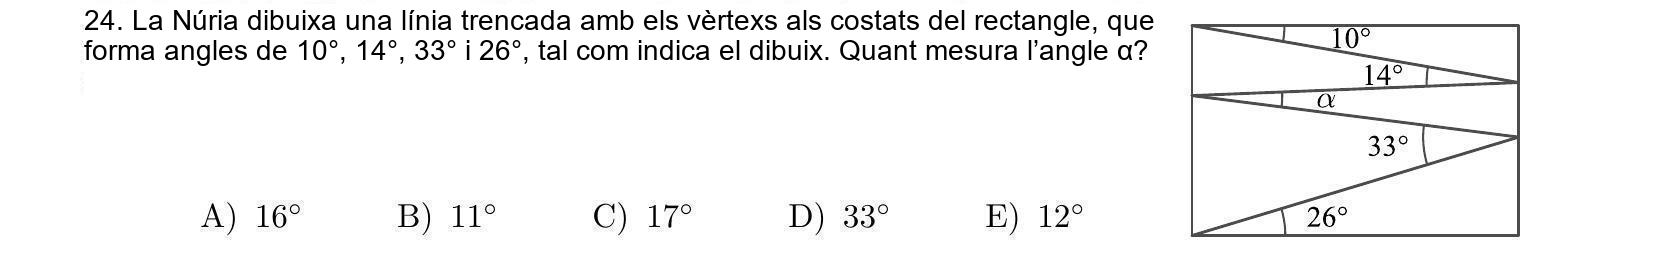 24. La Núria dibuixa una línia trencada amb els vèrtexs als costats del rectangle, que
forma angles de 10°, 14°, 33° i 26°, tal com indica el dibuix. Quant mesura l’angle α?
10°
14°
α
33°
26°
A) 16° B) 11° C) 17° D) 33° E) 12°